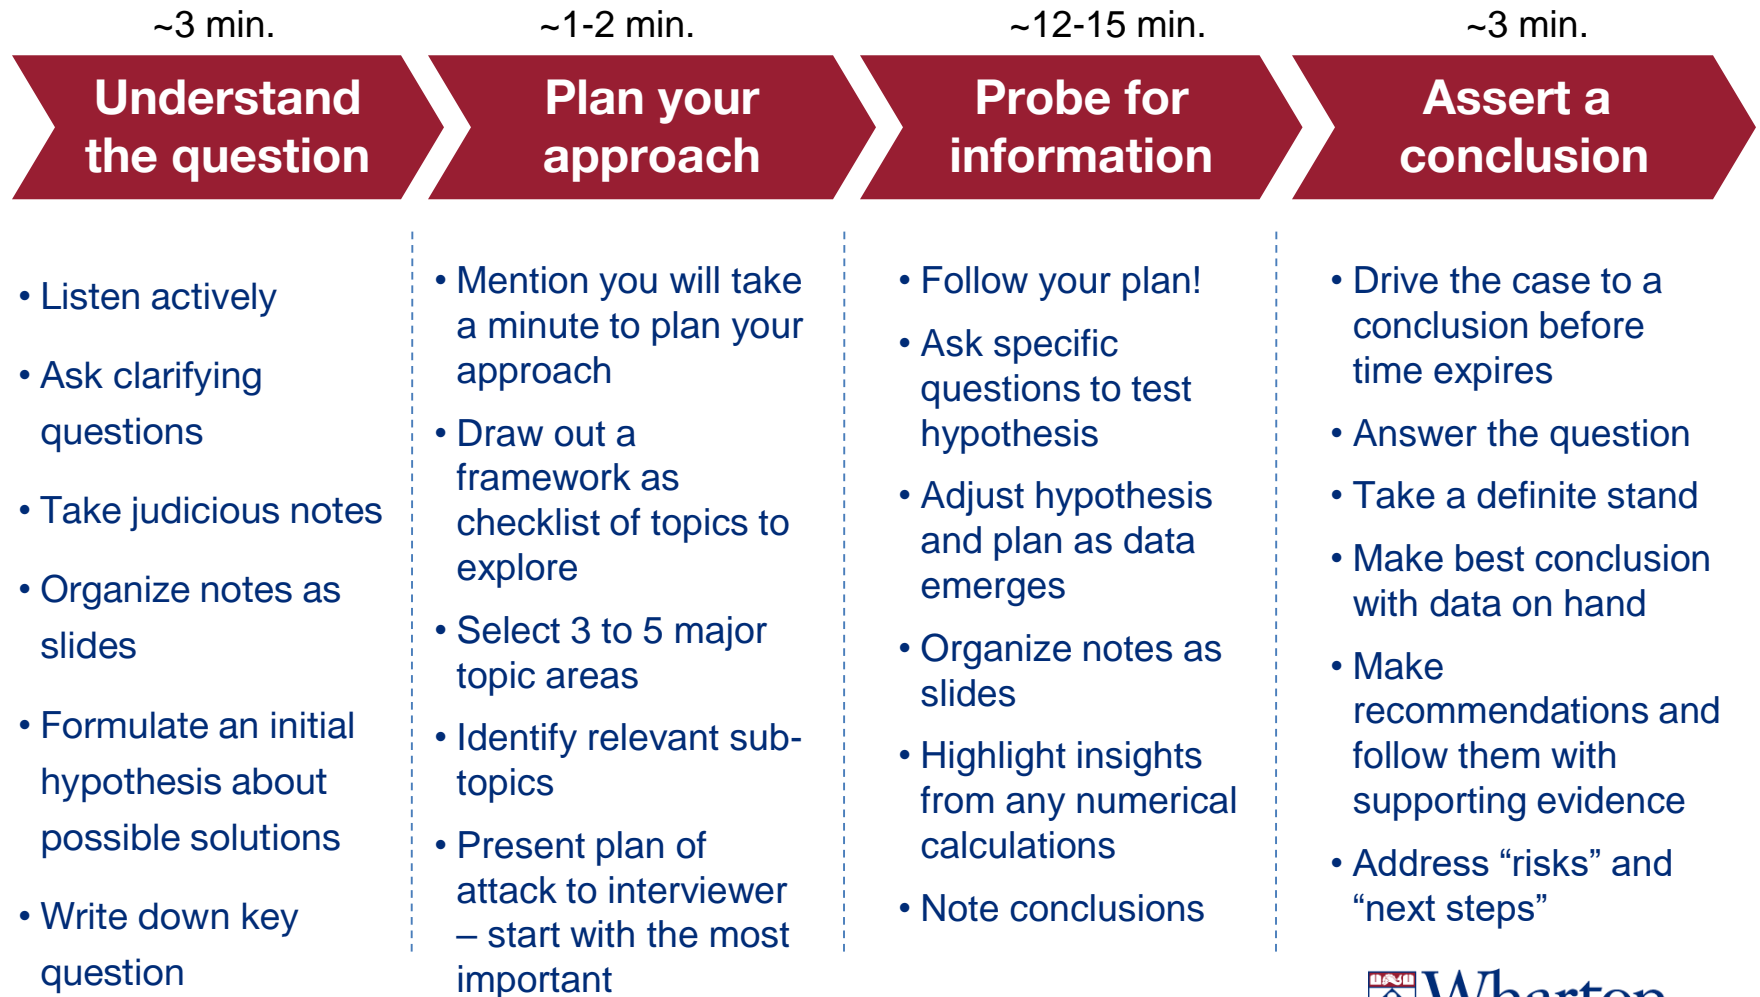 ~3 min.
~1-2 min.
~12-15 min.
~3 min.
Understand
the question
Plan your
approach
Probe for
information
Assert a
conclusion
• Listen actively
• Ask clarifying
questions
• Take judicious notes
• Organize notes as
slides
• Formulate an initial
hypothesis about
possible solutions
• Write down key
question
• Mention you will take
a minute to plan your
approach
• Draw out a
framework as
checklist of topics to
explore
• Select 3 to 5 major
topic areas
• Identify relevant sub-
topics
• Present plan of
attack to interviewer
– start with the most
important
• Follow your plan!
• Ask specific
questions to test
hypothesis
• Adjust hypothesis
and plan as data
emerges
• Organize notes as
slides
• Highlight insights
from any numerical
calculations
• Note conclusions
• Drive the case to a
conclusion before
time expires
• Answer the question
• Take a definite stand
• Make best conclusion
with data on hand
• Make
recommendations and
follow them with
supporting evidence
• Address “risks” and
“next steps”
Wharton